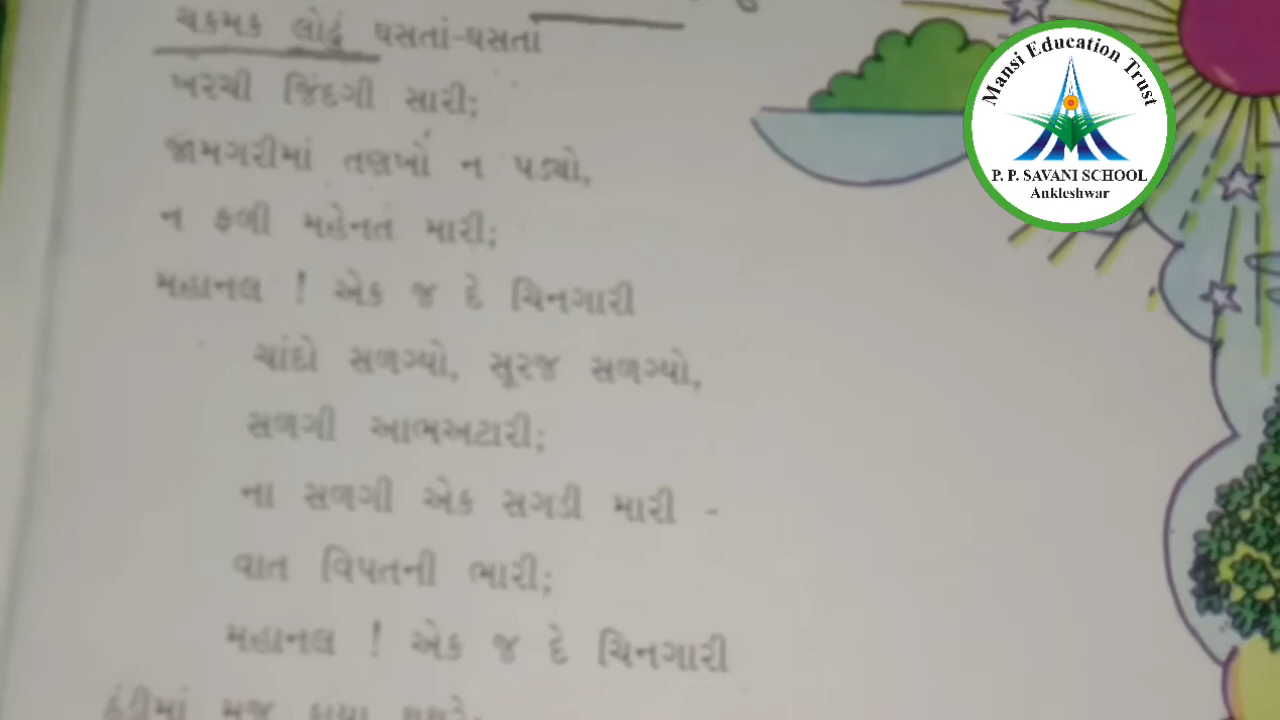 ચકમક લોઢું ઘસતાં-ઘસતાં
ખરચી જિંદગી સારી;
જામગરીમાં તણખો ન પડ્યો,
ન ફળી મહેનત મારી;
મહાનલ ! એક જ દે ચિનગારી
ચાંદો સળગ્યો, સૂરજ સળગ્યો,
સળગી આભઅટારી;
ના સળગી એક સગડી મારી -
વાત વિપતની ભારી;
મહાનલ ! એક જ દે ચિનગારી
ઠંડીમાં મુજ કાયા થથરે;
Mansi Education Trust
P. P. SAVANI SCHOOL
Ankleshwar